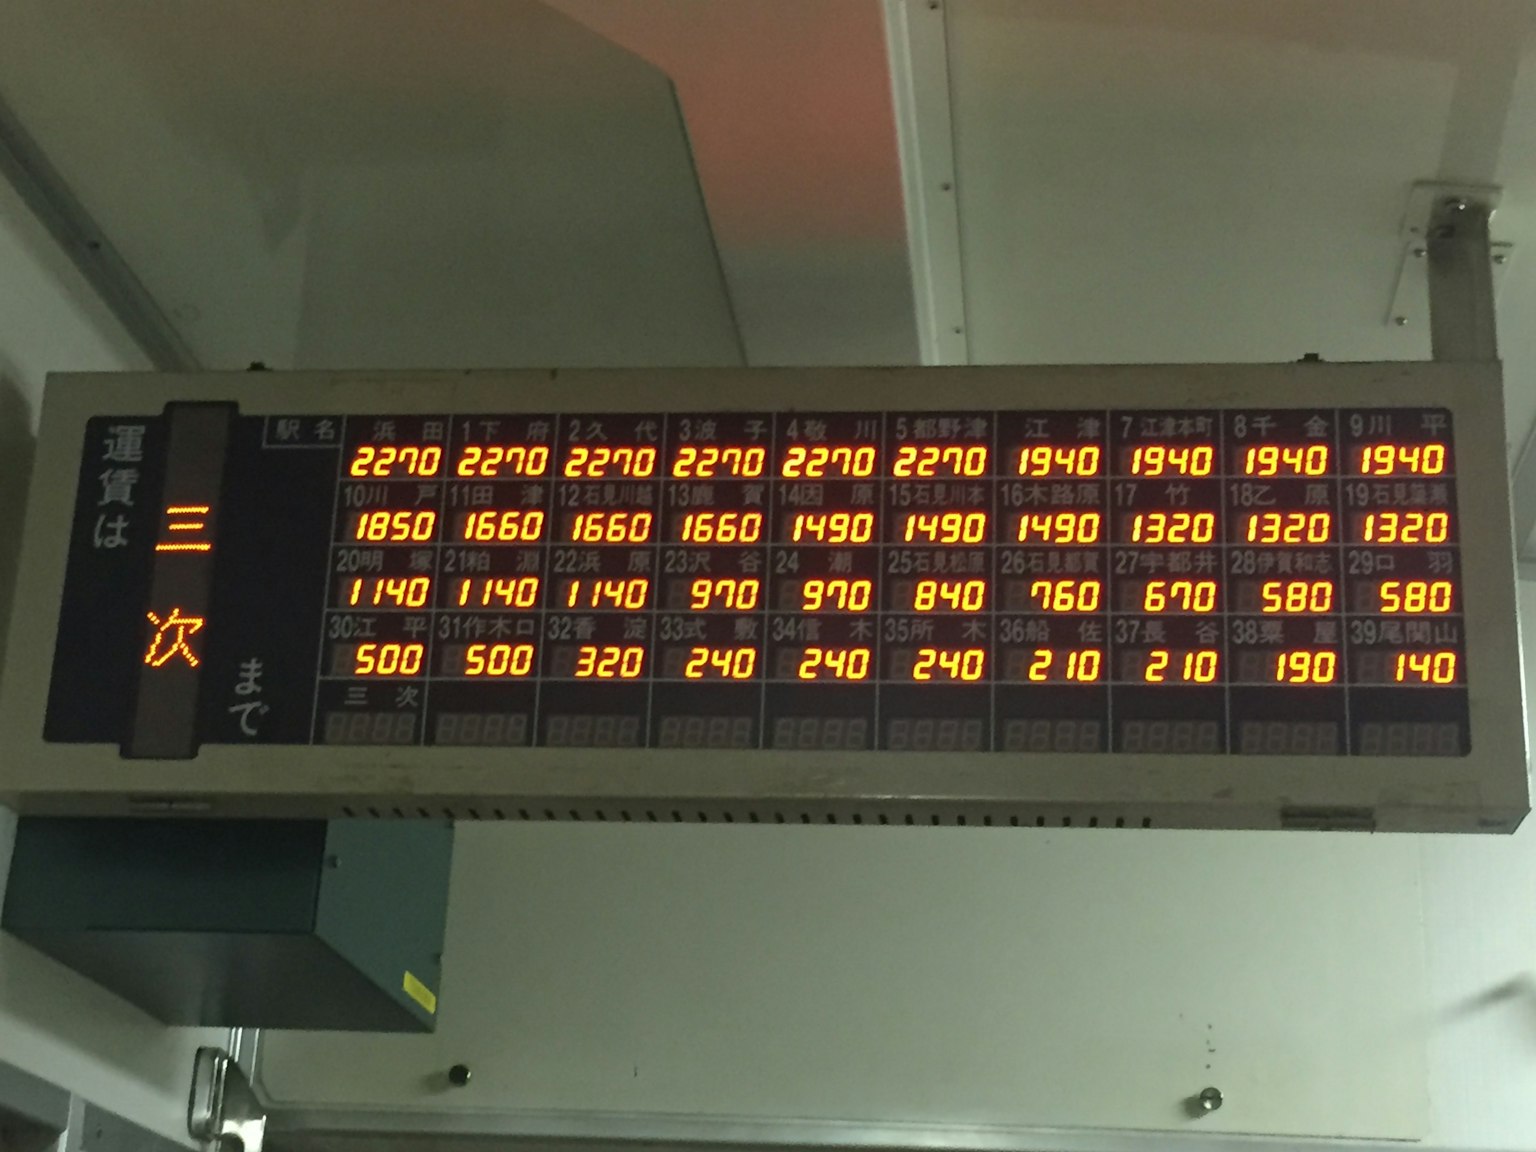 運賃は 三次 まで
駅名 浜田 1下府 2久代 3波子 4敬川 5都野津 江津 7江津本町 8千金 9川平
2270 2270 2270 2270 2270 2270 1940 1940 1940 1940
10川戸 11田津 12石見川越 13鹿賀 14因原 15石見川本 16木路原 17竹 18乙原 19石見簗瀬
1850 1660 1660 1660 1490 1490 1490 1320 1320 1320
20明塚 21粕淵 22浜原 23沢谷 24潮 25石見松原 26石見都賀 27宇都井 28伊賀和志 29口羽
1140 1140 1140 970 970 840 760 670 580 580
30江平 31作木口 32香淀 33式敷 34信木 35所木 36船佐 37長谷 38粟屋 39尾関山
500 500 320 240 240 240 210 210 190 140
三次